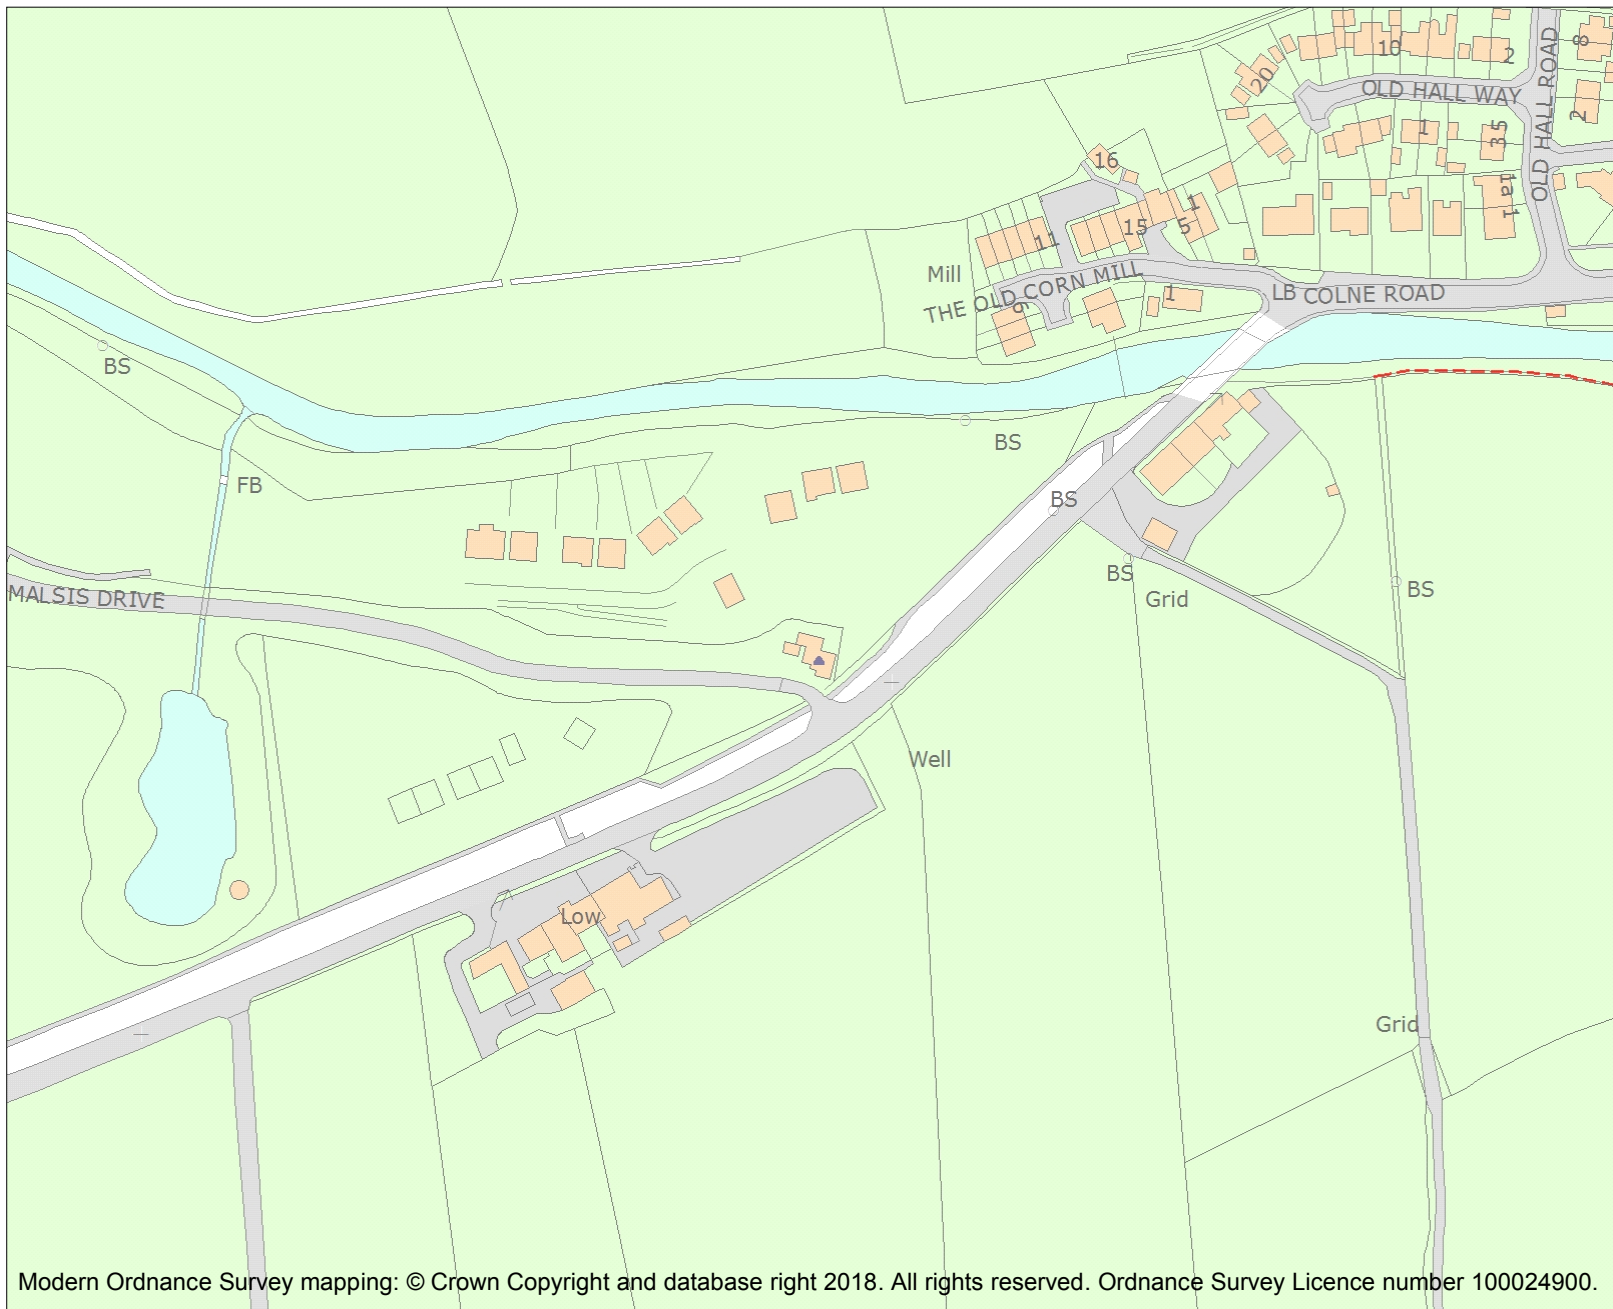 10
2
8
20
OLD HALL WAY
OLD HALL ROAD
2
1
35
16
1a 1
1
5
15
11
Mill
THE OLD CORN MILL
1
LB
COLNE ROAD
6
BS
BS
FB
BS
BS
BS
MALSIS DRIVE
Grid
Well
Low
Grid
Modern Ordnance Survey mapping: © Crown Copyright and database right 2018. All rights reserved. Ordnance Survey Licence number 100024900.